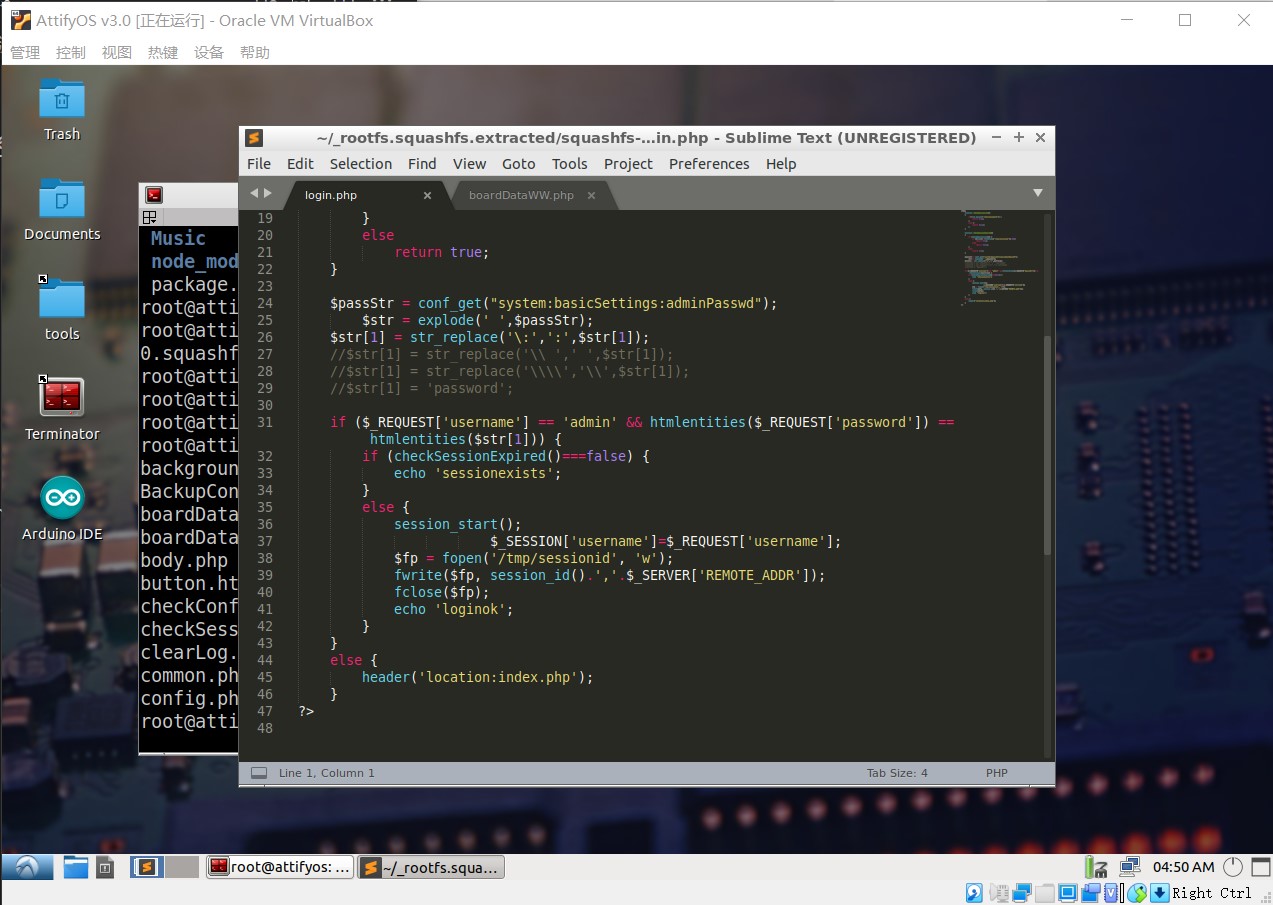 AttifyOS v3.0 [正在运行] - Oracle VM VirtualBox
管理 控制 视图 热键 设备 帮助
Trash
Documents
tools
Terminator
Arduino IDE
Music
node_mod
package.
root@atti
root@atti
0.squashf
root@atti
root@atti
root@atti
root@atti
backgroun
BackupCon
boardData
boardData
body.php
button.ht
checkConf
checkSess
clearLog.
common.ph
config.ph
root@atti
~/_rootfs.squashfs.extracted/squashfs-...in.php - Sublime Text (UNREGISTERED)
File Edit Selection Find View Goto Tools Project Preferences Help
login.php boardDataWW.php
19 }
20 else
21 return true;
22 }
23
24 $passStr = conf_get("system:basicSettings:adminPasswd");
25 $str = explode(' ',$passStr);
26 $str[1] = str_replace('\:',':',$str[1]);
27 //$str[1] = str_replace('\\ ',' ',$str[1]);
28 //$str[1] = str_replace('\\\\','\\',$str[1]);
29 //$str[1] = 'password';
30
31 if ($_REQUEST['username'] == 'admin' && htmlentities($_REQUEST['password']) ==
htmlentities($str[1])) {
32 if (checkSessionExpired()===false) {
33 echo 'sessionexists';
34 }
35 else {
36 session_start();
37 $_SESSION['username']=$_REQUEST['username'];
38 $fp = fopen('/tmp/sessionid', 'w');
39 fwrite($fp, session_id().','.$_SERVER['REMOTE_ADDR']);
40 fclose($fp);
41 echo 'loginok';
42 }
43 }
44 else {
45 header('location:index.php');
46 }
47 ?>
48
Line 1, Column 1 Tab Size: 4 PHP
root@attifyos: ... ~/_rootfs.squa... 04:50 AM
Right Ctrl